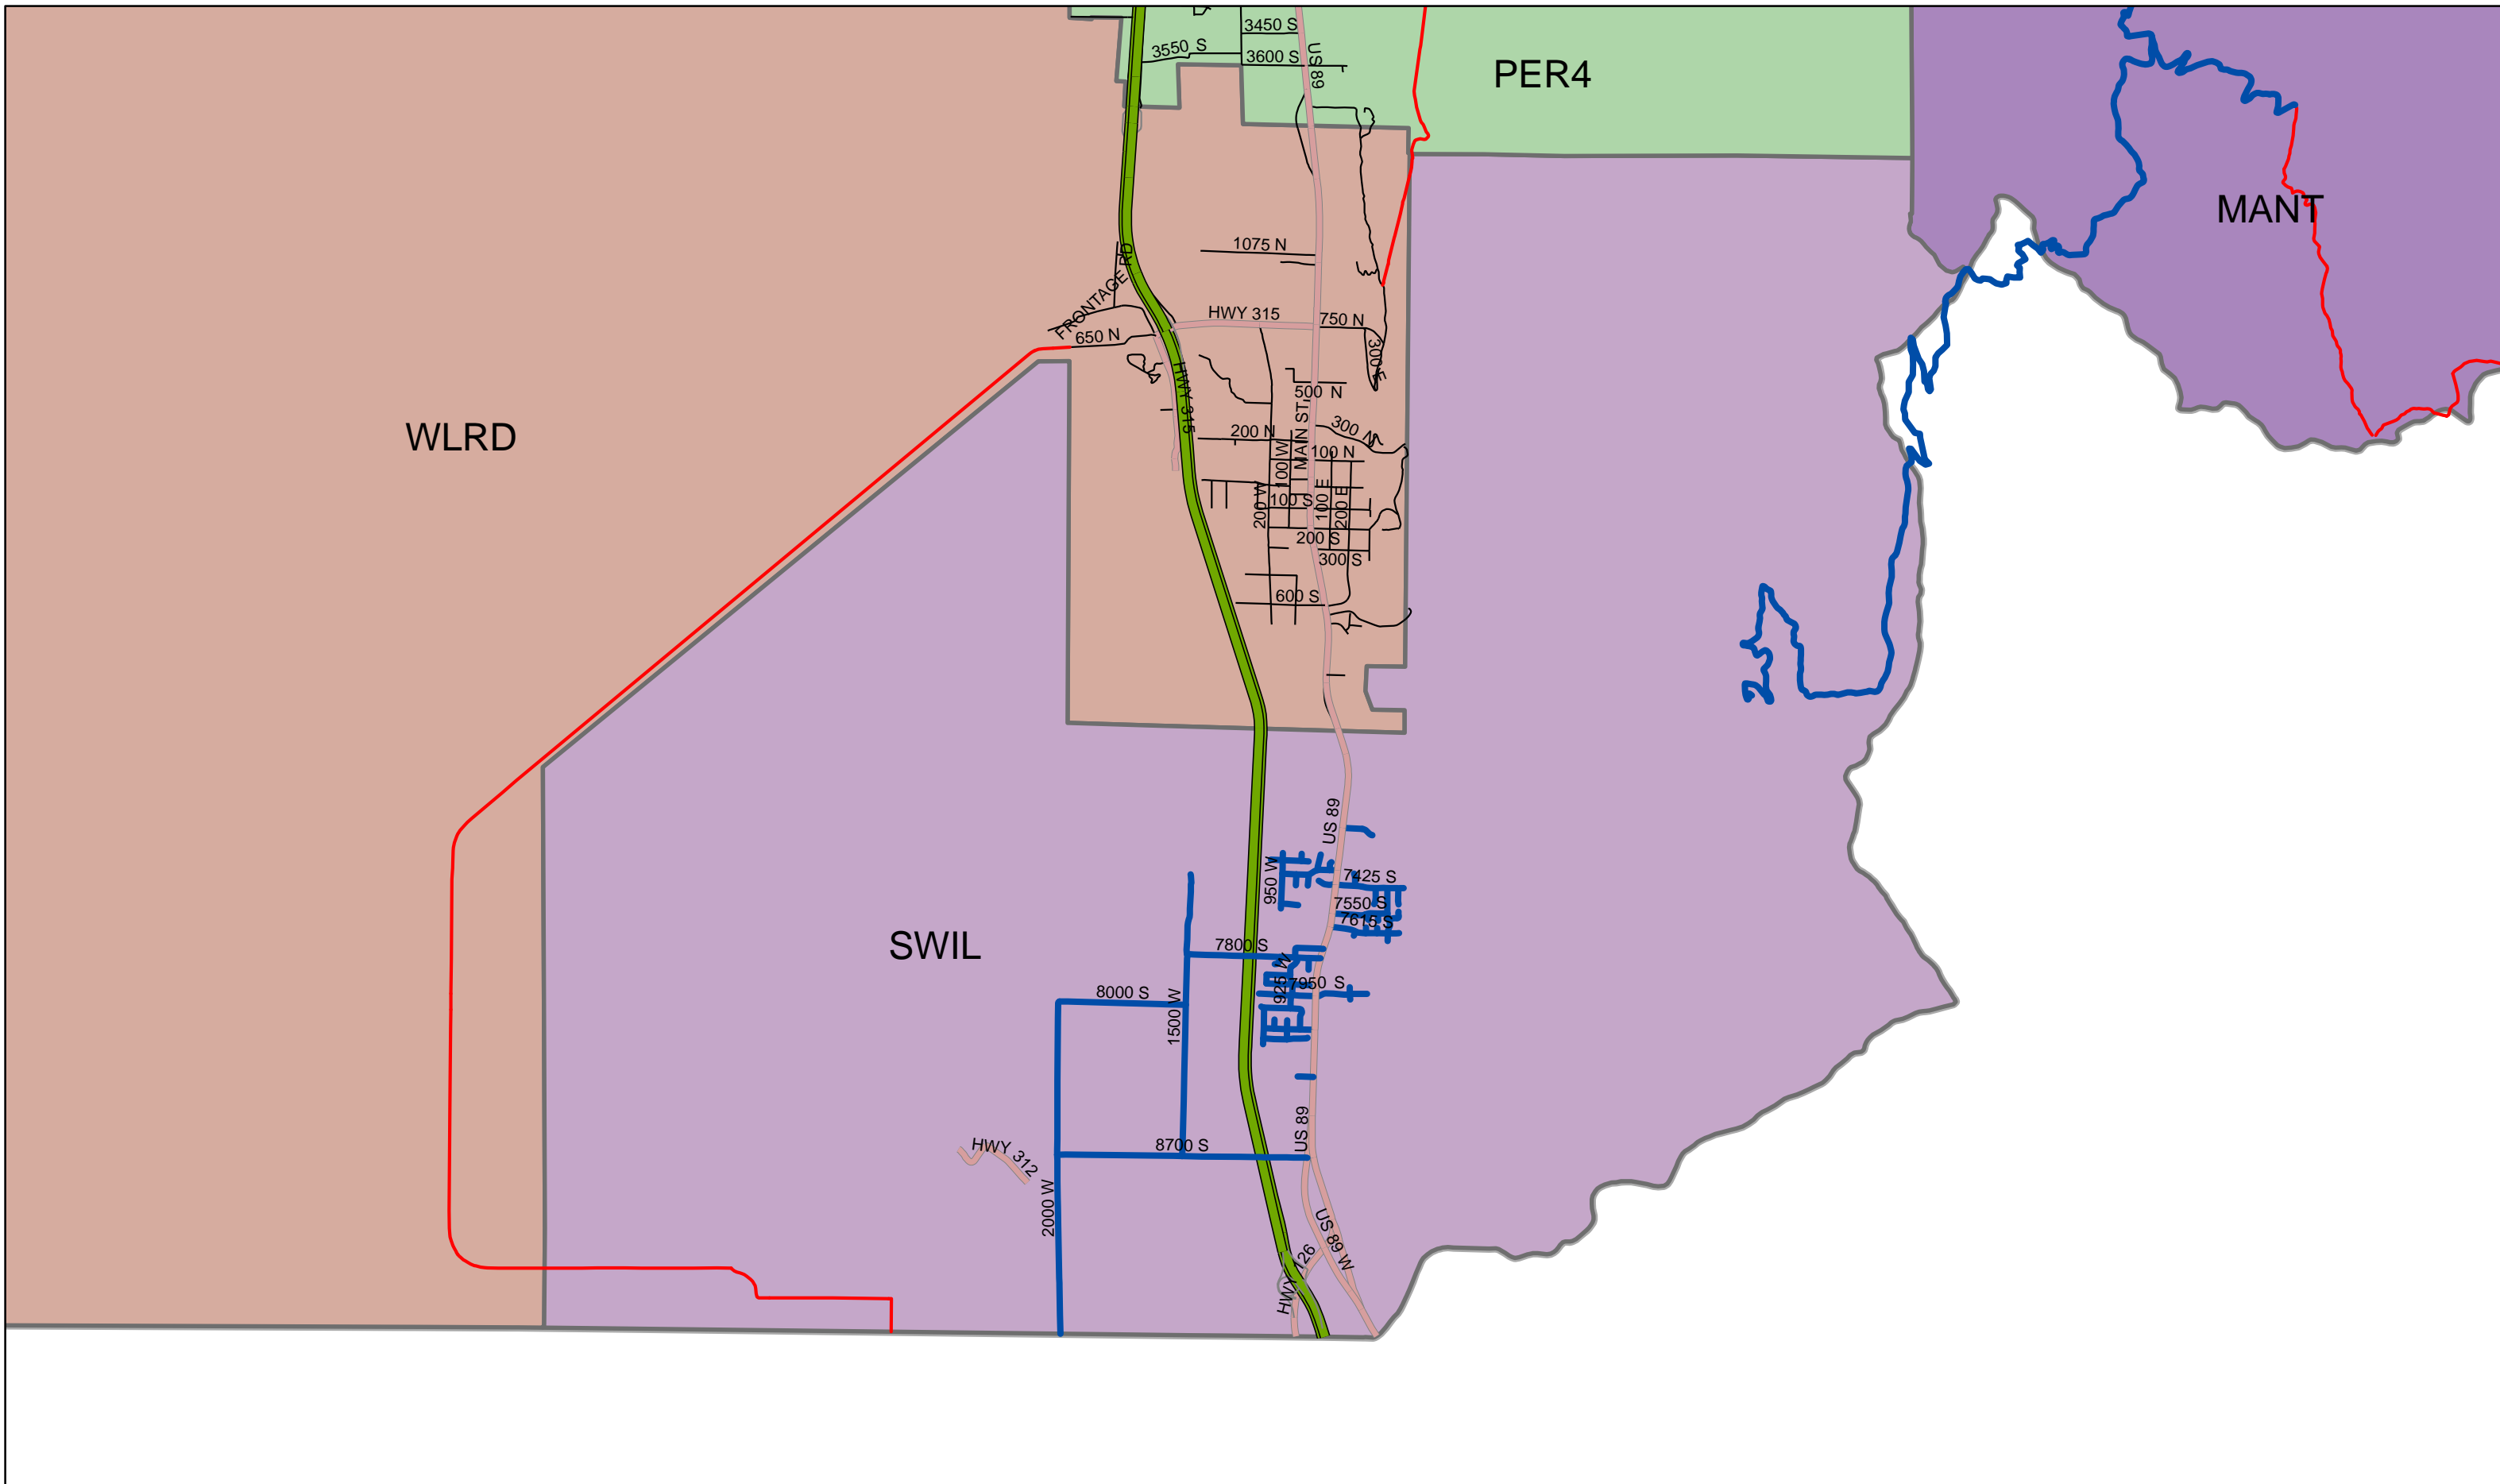 3450 S
3550 S
3600 S
US 89
PER4
MANT
1075 N
FRONTAGE RD
HWY 315
750 N
650 N
300 E
HWY 315
500 N
WLRD
MAIN ST
200 N
300 N
100 W
100 N
200 W
100 S
100 E
200 E
200 S
300 S
600 S
US 89
950 W
7425 S
7550 S
7615 S
SWIL
7800 S
925 W
7950 S
8000 S
1500 W
US 89
8700 S
HWY 312
2000 W
US 89 W
HWY 126